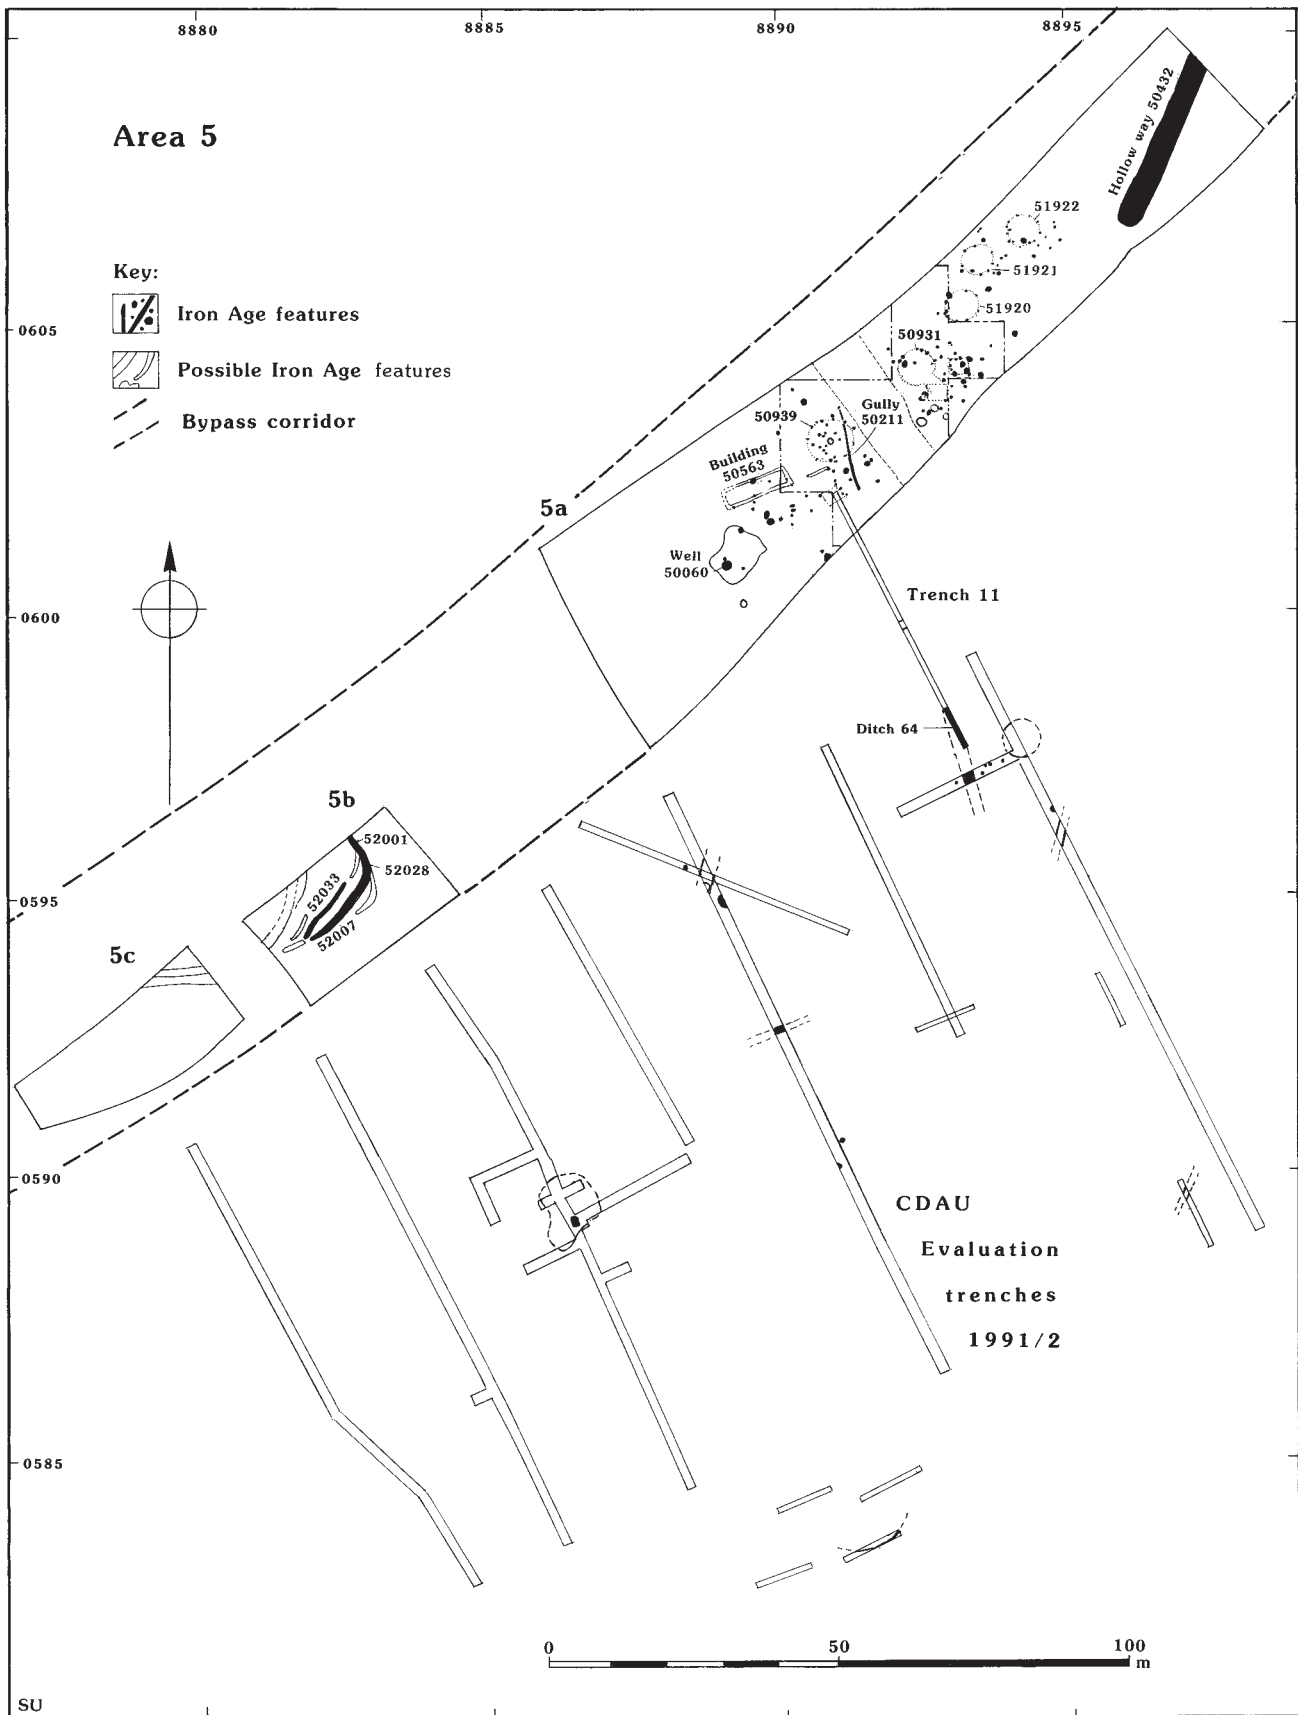 8880
8885
8890
8895
Area 5
Hollow way 50432
51922
51921
51920
Key:
Iron Age features
Possible Iron Age features
Bypass corridor
0605
50931
Gully
50211
50939
Building
50563
5a
Well
50060
Trench 11
0600
Ditch 64
5b
52001
52028
52033
52007
0595
5c
0590
CDAU
Evaluation
trenches
1991/2
0585
0
50
100
m
SU